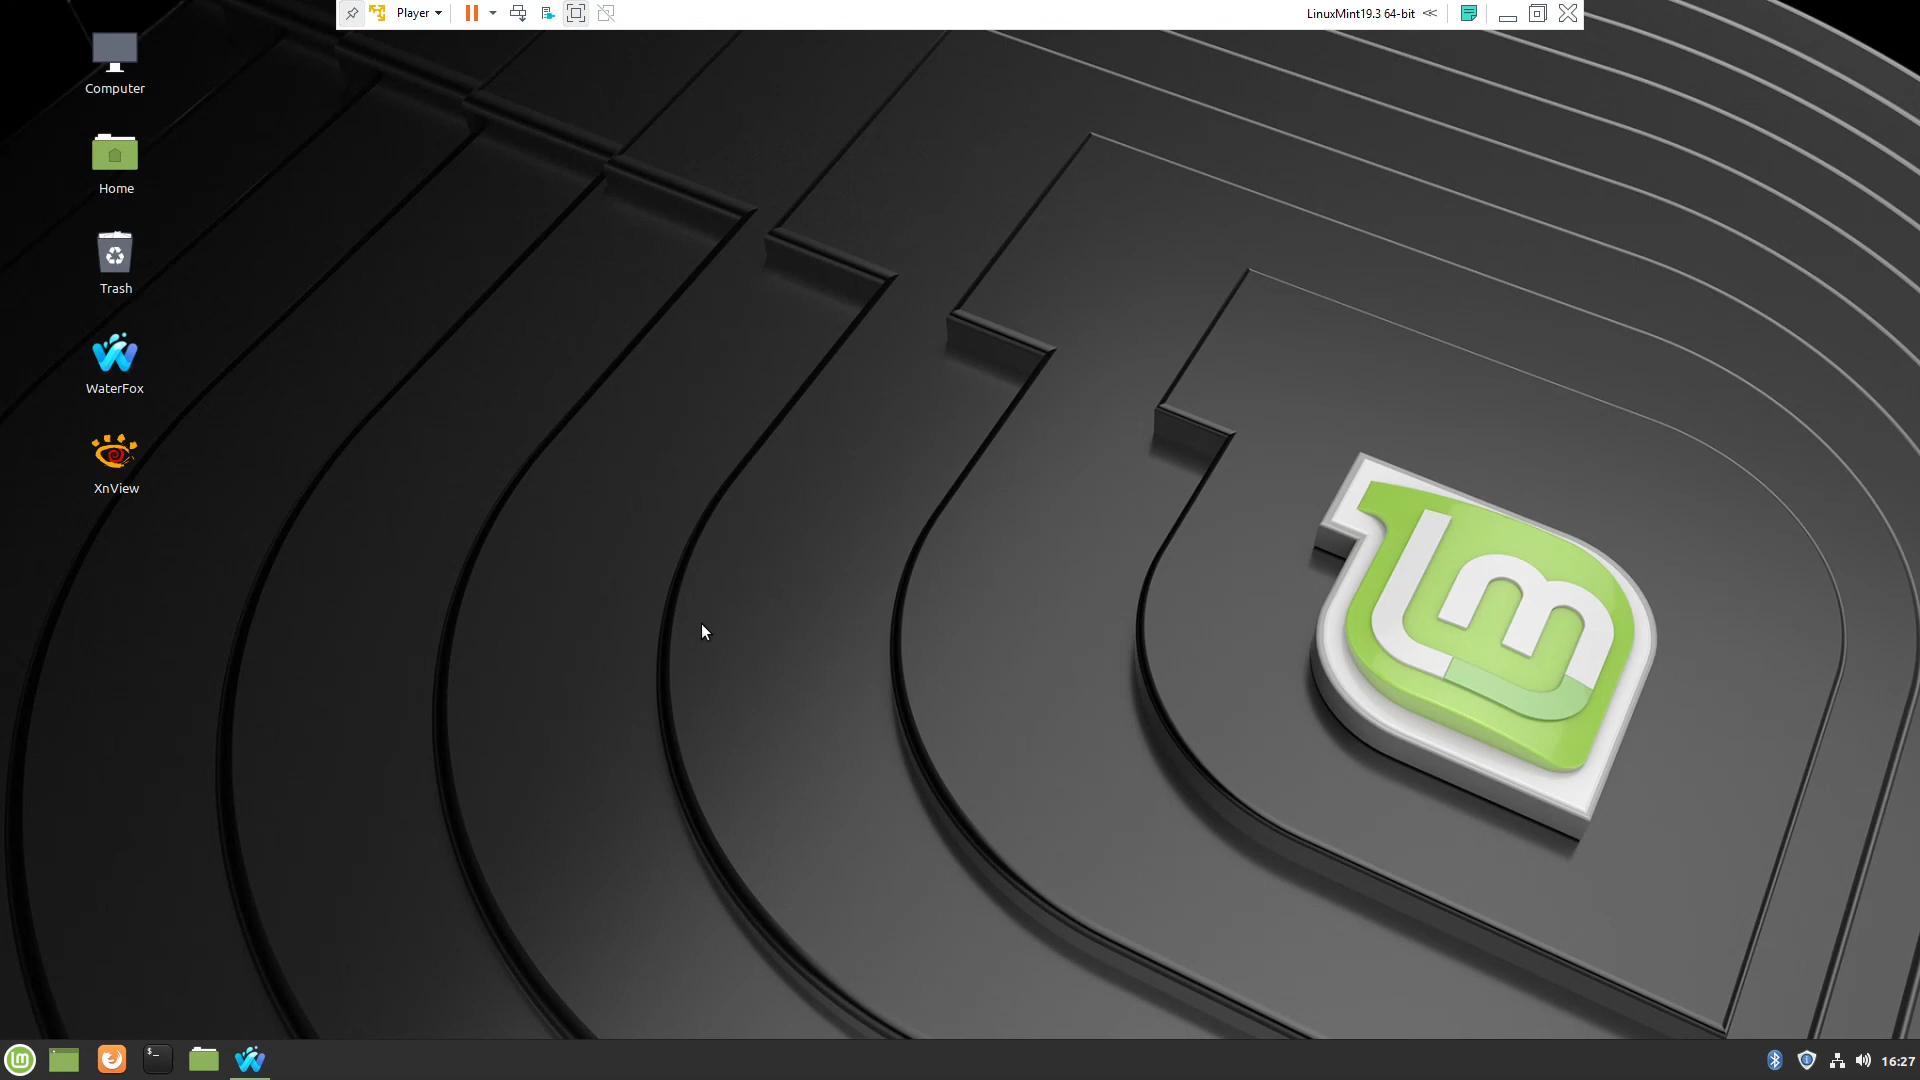 Player
LinuxMint19.3 64-bit
Computer
Home
Trash
WaterFox
XnView
16:27